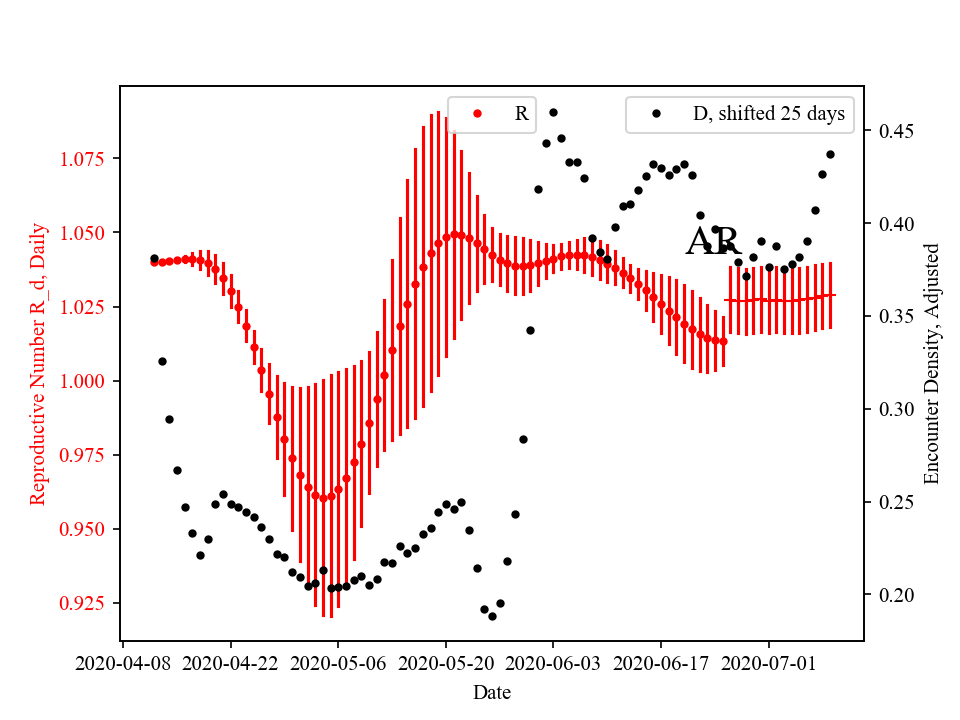 R
D, shifted 25 days
AR
Reproductive Number R_d, Daily
1.075
1.050
1.025
1.000
0.975
0.950
0.925
0.45
0.40
0.35
0.30
0.25
0.20
Encounter Density, Adjusted
2020-04-08 2020-04-22 2020-05-06 2020-05-20 2020-06-03 2020-06-17 2020-07-01
Date